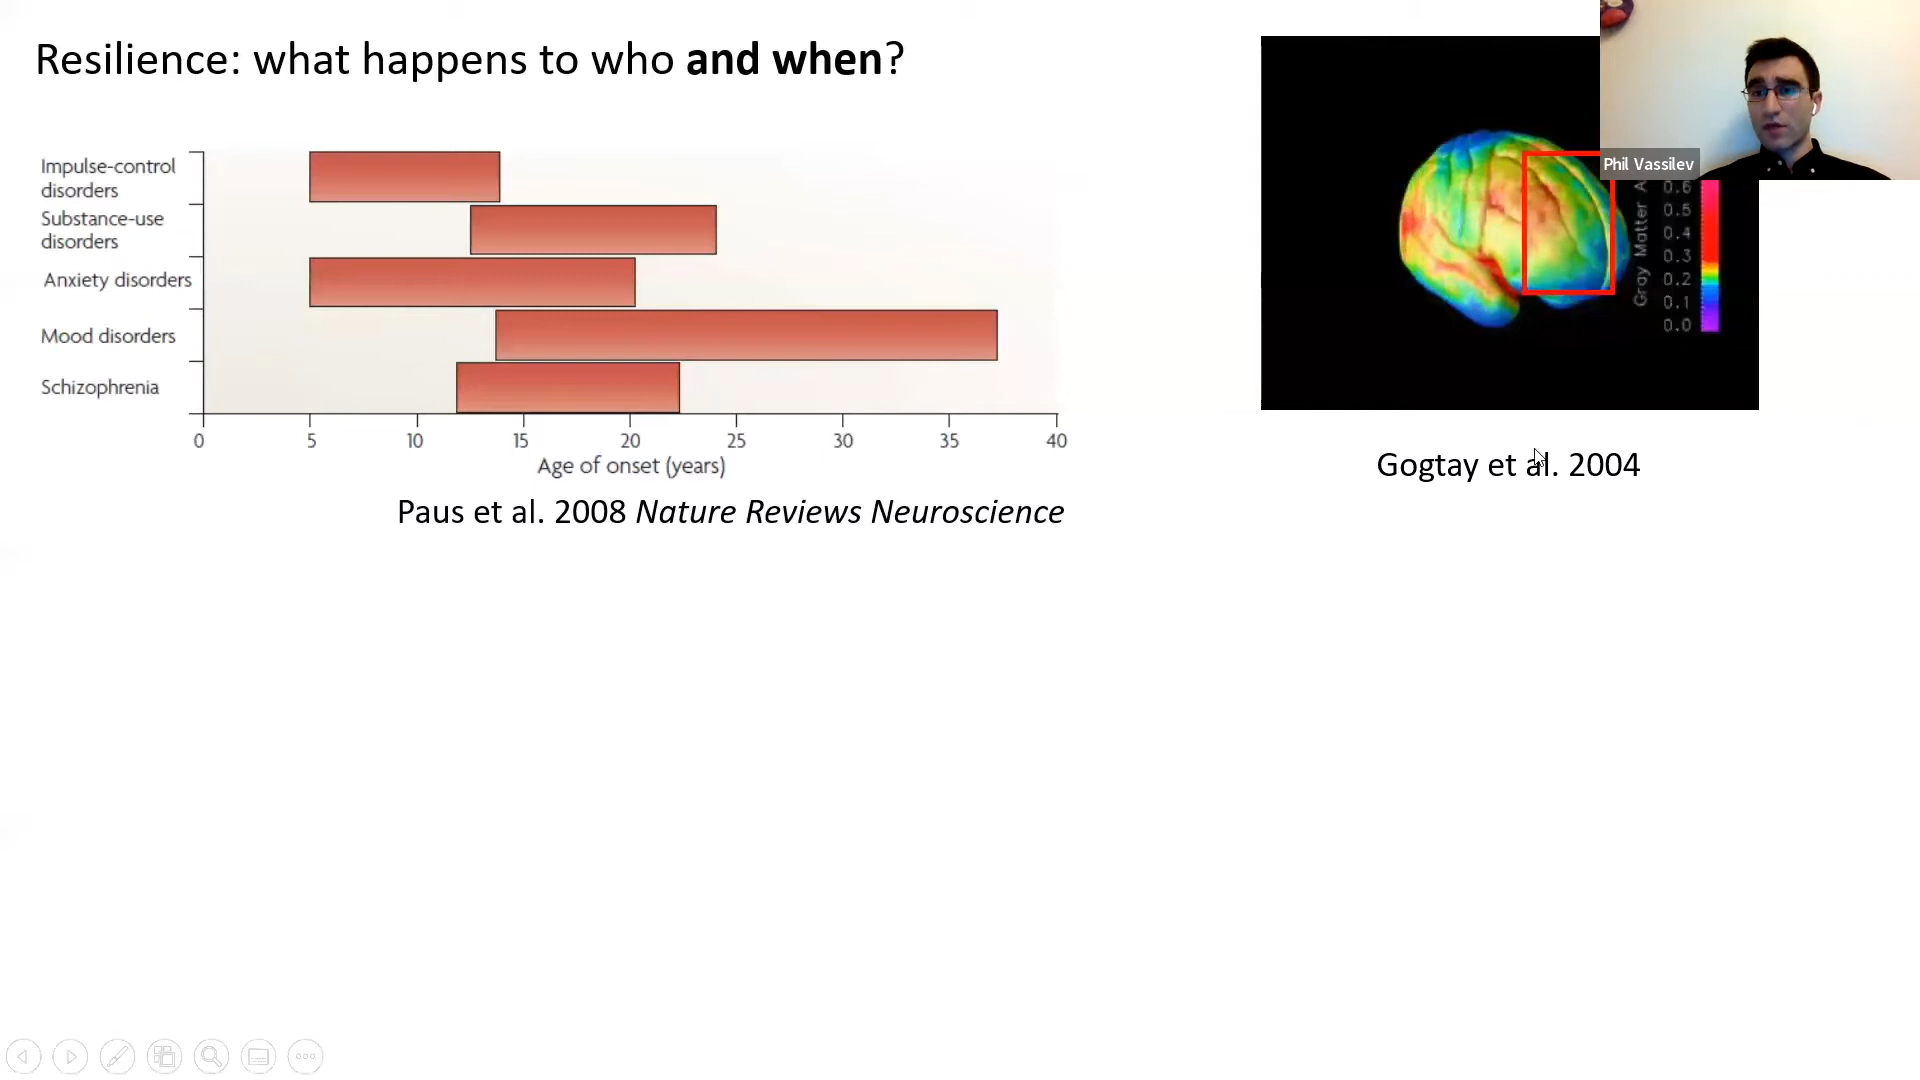 Resilience: what happens to who and when?
Phil Vassilev
Impulse-control
disorders
Substance-use
disorders
Anxiety disorders
Mood disorders
Schizophrenia
0 5 10 15 20 25 30 35 40
Age of onset (years)
Paus et al. 2008 Nature Reviews Neuroscience
Gray Matter A
0.6
0.5
0.4
0.3
0.2
0.1
0.0
Gogtay et al. 2004